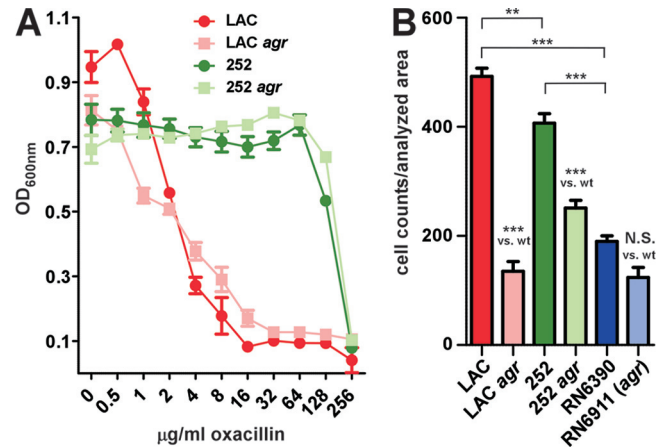 A
LAC
LAC agr
252
252 agr
1.1
0.9
0.7
0.5
0.3
0.1
OD600nm
0 0.5 1 2 4 8 16 32 64 128 256
µg/ml oxacillin
B
600
400
200
0
cell counts/analyzed area
**
***
***
***
vs. wt
***
vs. wt
N.S.
vs. wt
LAC
LAC agr
252
252 agr
RN6390
RN6911 (agr)